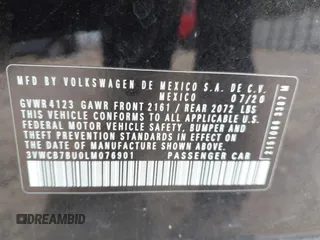 MFD BY VOLKSWAGEN DE MEXICO S.A. DE C.V.
MEXICO 07/20
GVWR 4123 GAWR FRONT 2161 / REAR 2072 LBS
THIS VEHICLE CONFORMS TO ALL APPLICABLE U.S.
FEDERAL MOTOR VEHICLE SAFETY, BUMPER, AND
THEFT PREVENTION STANDARDS IN EFFECT ON THE
DATE OF MANUFACTURE SHOWN ABOVE.
3VWCB7BU0LM076901 PASSENGER CAR